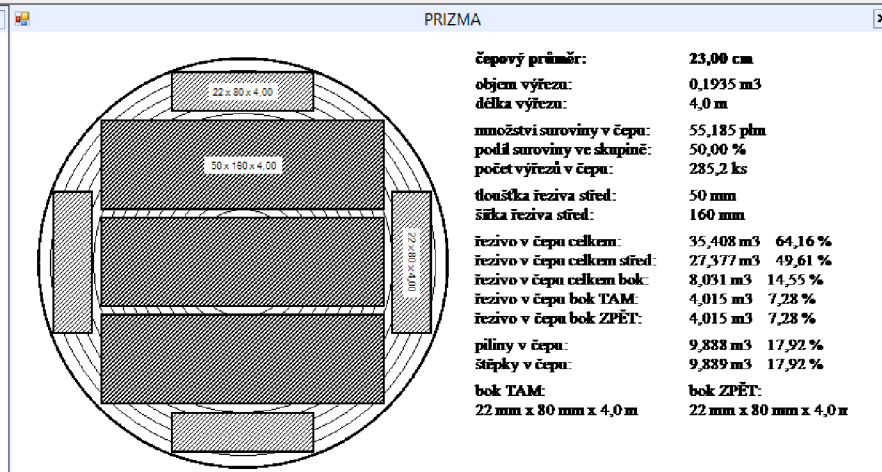 PRIZMA
22 x 80 x 4,00
50 x 160 x 4,00
22 x 80 x 4,00
čepový průměr: 23,00 cm
objem výřezu: 0,1935 m3
délka výřezu: 4,0 m
množství suroviny v čepu: 55,185 plm
podíl suroviny ve skupině: 50,00 %
počet výřezů v čepu: 285,2 ks
tloušťka řeziva střed: 50 mm
šířka řeziva střed: 160 mm
řezivo v čepu celkem: 35,408 m3 64,16 %
řezivo v čepu celkem střed: 27,377 m3 49,61 %
řezivo v čepu celkem bok: 8,031 m3 14,55 %
řezivo v čepu bok TAM: 4,015 m3 7,28 %
řezivo v čepu bok ZPĚT: 4,015 m3 7,28 %
piliny v čepu: 9,888 m3 17,92 %
štěpky v čepu: 9,889 m3 17,92 %
bok TAM: bok ZPĚT:
22 mm x 80 mm x 4,0 m 22 mm x 80 mm x 4,0 m